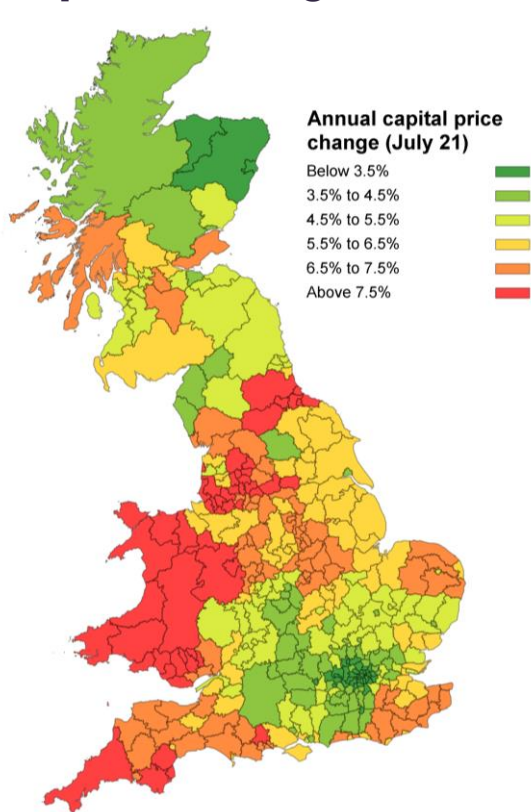 Annual capital price
change (July 21)
Below 3.5%
3.5% to 4.5%
4.5% to 5.5%
5.5% to 6.5%
6.5% to 7.5%
Above 7.5%